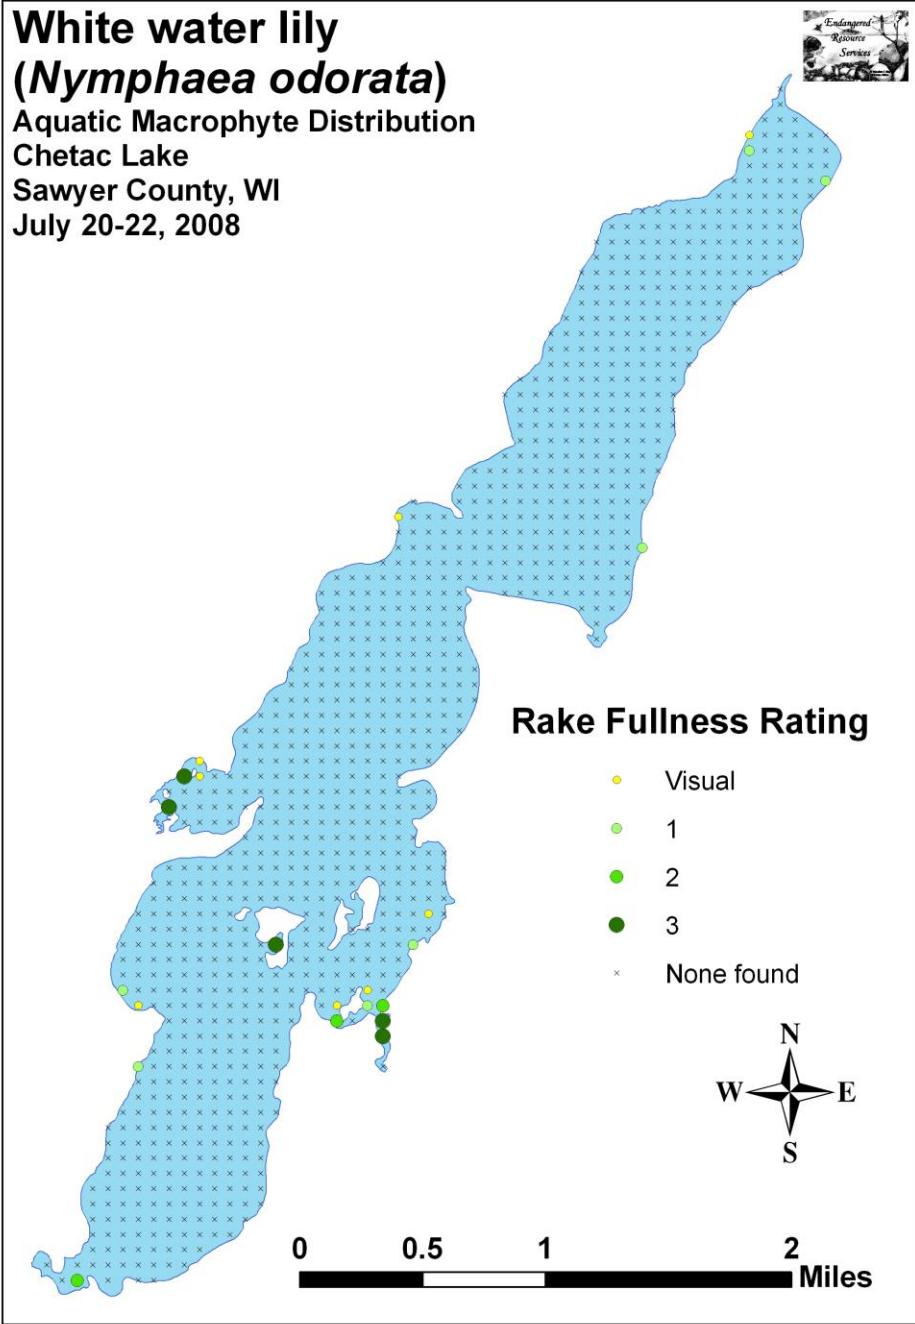 White water lily
(Nymphaea odorata)
Aquatic Macrophyte Distribution
Chetac Lake
Sawyer County, WI
July 20-22, 2008
Endangered
Resource
Services
Rake Fullness Rating
Visual
1
2
3
None found
N
W E
S
0 0.5 1 2
Miles